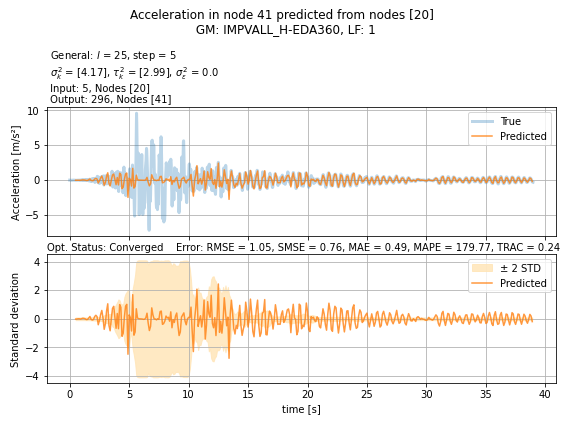 Acceleration in node 41 predicted from nodes [20]
GM: IMPVALL_H-EDA360, LF: 1
General: l = 25, step = 5
σ²ₖ = [4.17], τ²ₖ = [2.99], σ²ε = 0.0
Input: 5, Nodes [20]
Output: 296, Nodes [41]
10
5
0
−5
Acceleration [m/s²]
True
Predicted
Opt. Status: Converged Error: RMSE = 1.05, SMSE = 0.76, MAE = 0.49, MAPE = 179.77, TRAC = 0.24
4
2
0
−2
−4
Standard deviation
± 2 STD
Predicted
0 5 10 15 20 25 30 35 40
time [s]